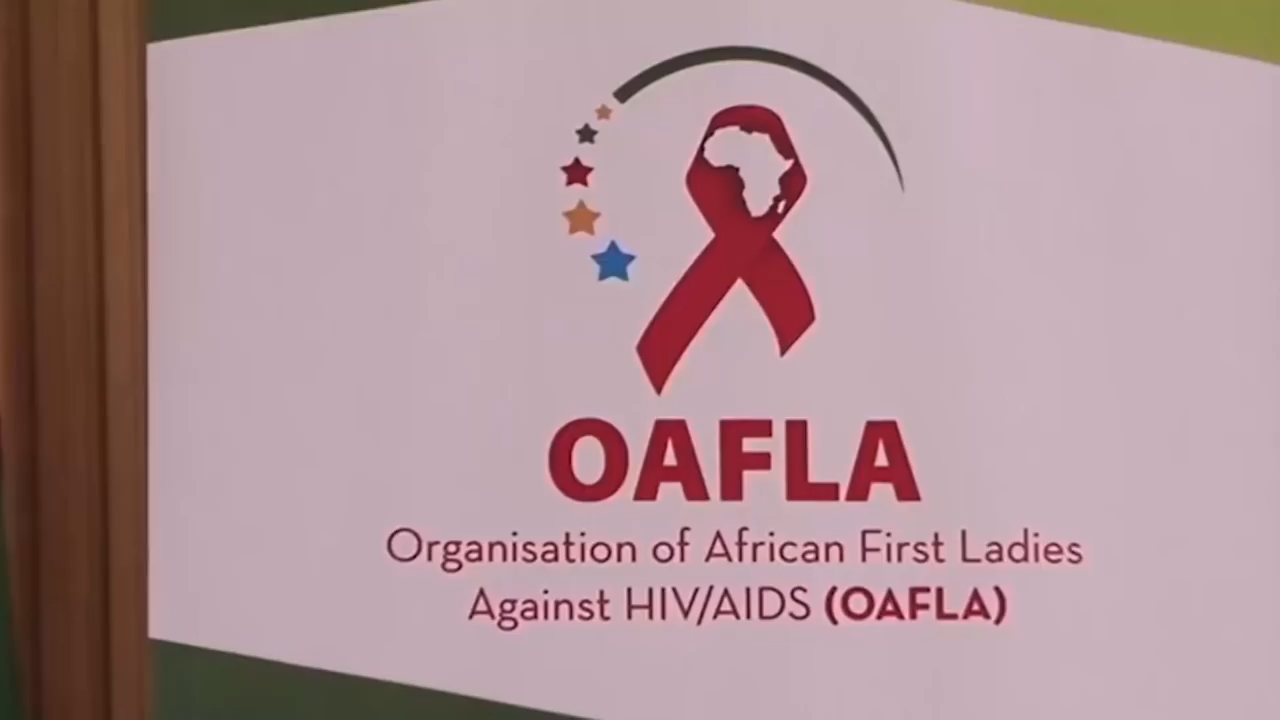 OAFLA
Organisation of African First Ladies
Against HIV/AIDS (OAFLA)